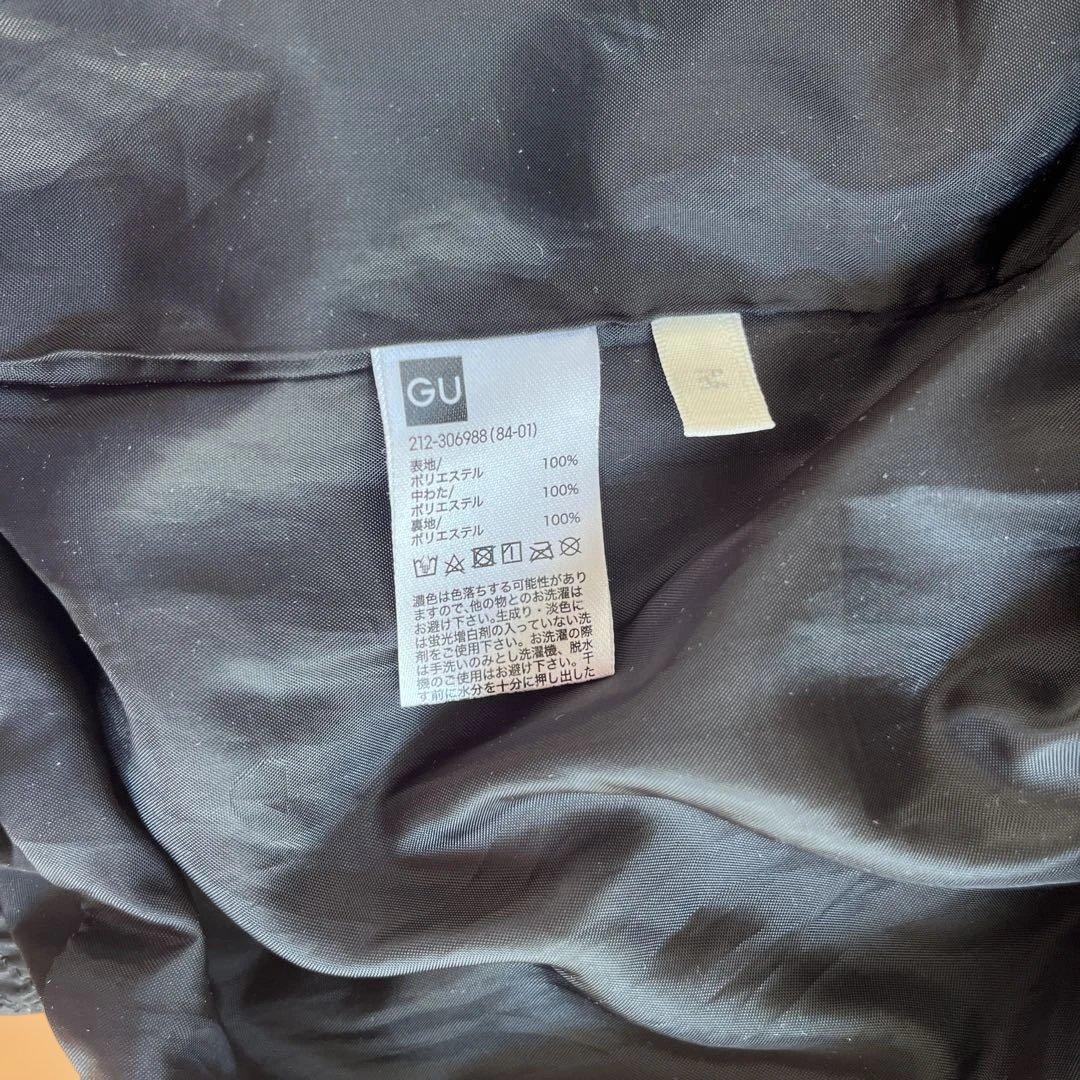 GU
212-306988(84-01)
表地/
ポリエステル 100%
中わた/
ポリエステル 100%
裏地/
ポリエステル 100%
濃色は色落ちする可能性があり
ますので、他の物とのお洗濯は
お避け下さい。生成り・淡色に
は蛍光増白剤の入っていない洗
剤をご使用下さい。お洗濯の際
は手洗いのみとし洗濯機、脱水
機のご使用はお避け下さい。干
す前に水分を十分に押し出した